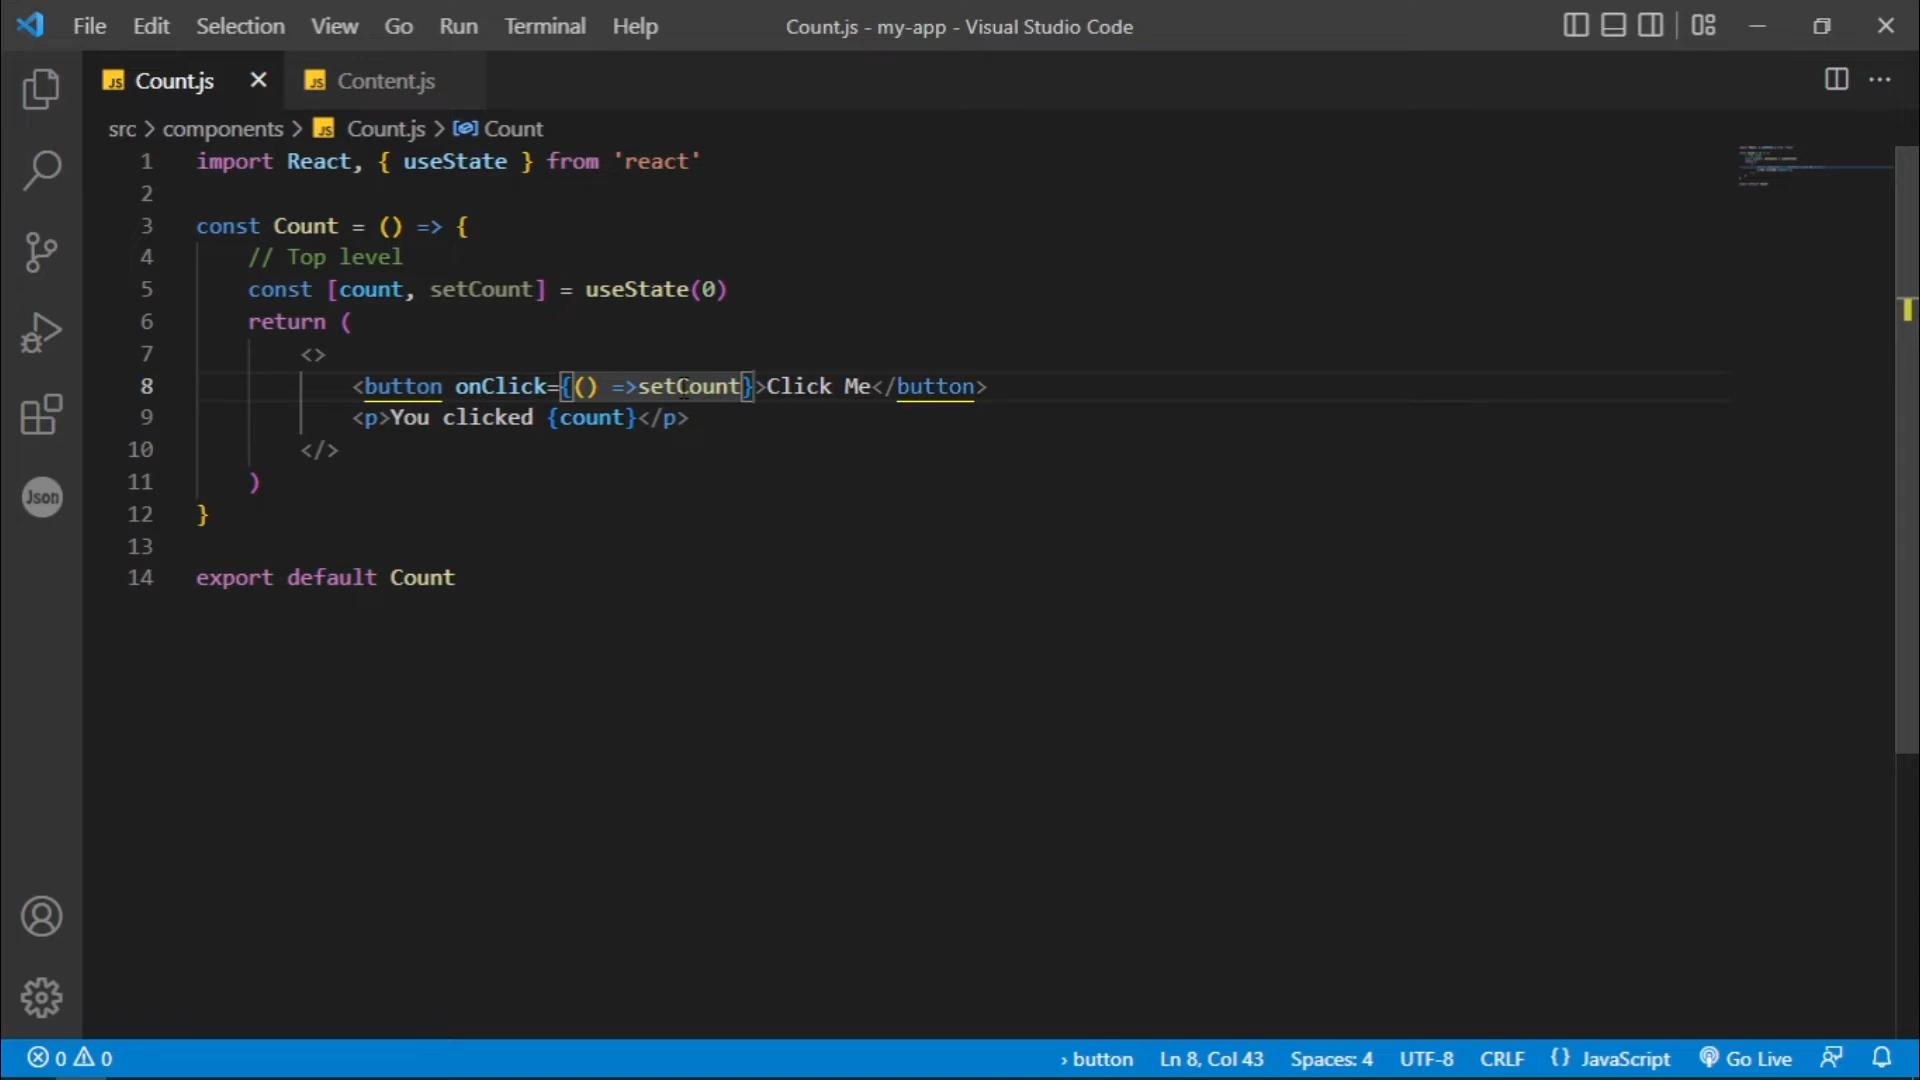 File Edit Selection View Go Run Terminal Help Count.js - my-app - Visual Studio Code
JS Count.js JS Content.js
src > components > JS Count.js > Count
1 import React, { useState } from 'react'
2
3 const Count = () => {
4 // Top level
5 const [count, setCount] = useState(0)
6 return (
7 <>
8 <button onClick={() =>setCount}>Click Me</button>
9 <p>You clicked {count}</p>
10 </>
11 )
12 }
13
14 export default Count
Json
0 0 › button Ln 8, Col 43 Spaces: 4 UTF-8 CRLF {} JavaScript Go Live